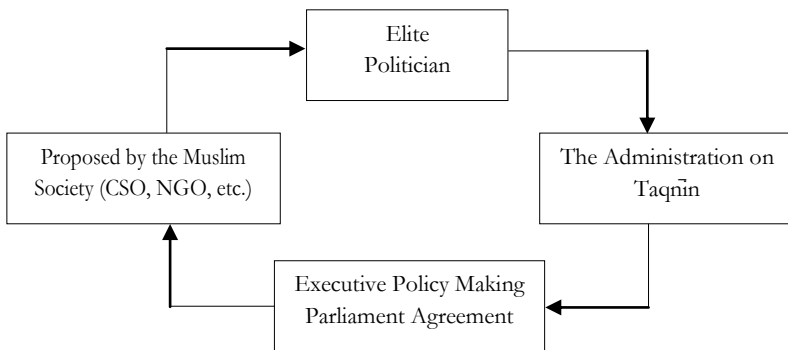 Elite
Politician
Proposed by the Muslim
Society (CSO, NGO, etc.)
The Administration on
Taqnīn
Executive Policy Making
Parliament Agreement